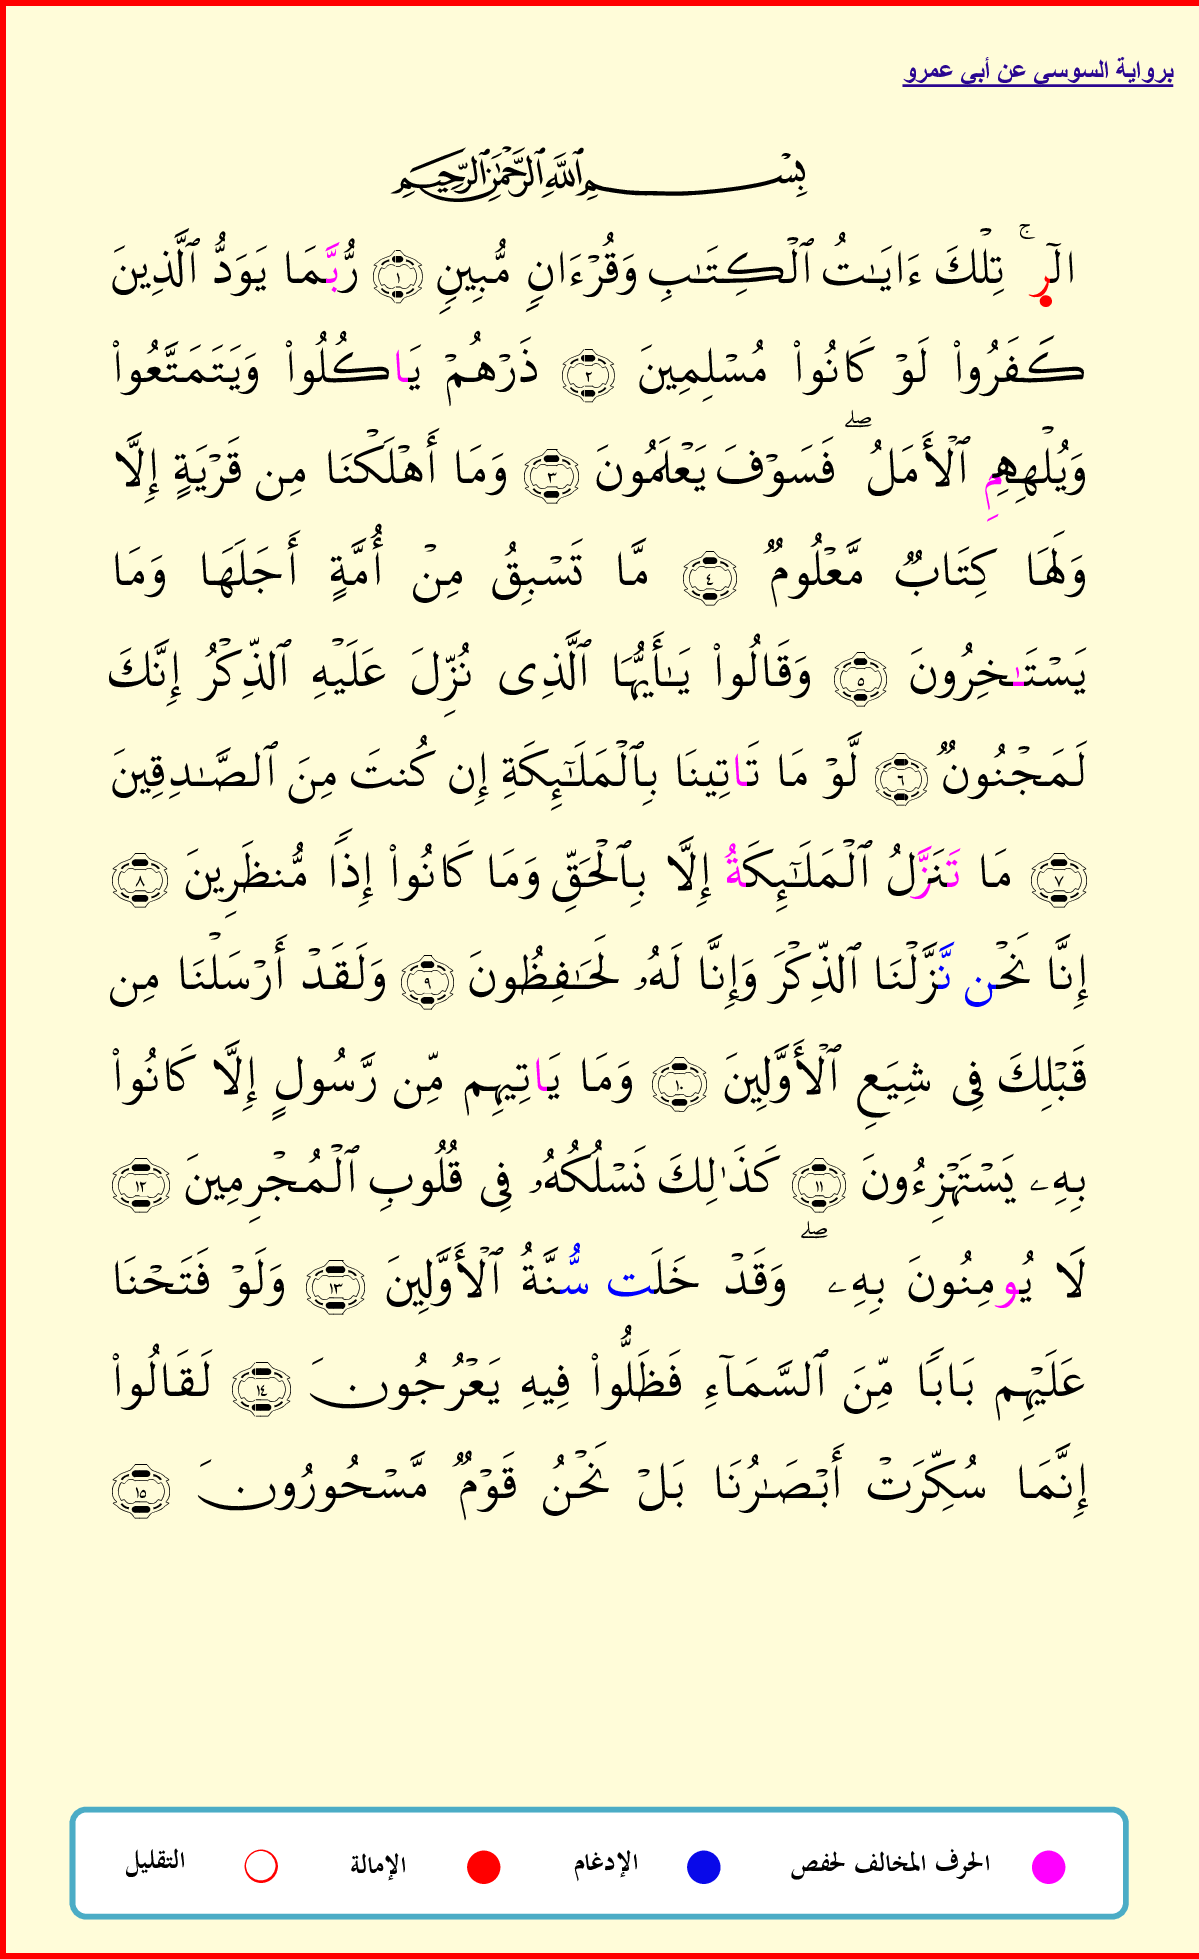 برواية السوسي عن أبي عمرو
بِسۡمِ ٱللَّهِ ٱلرَّحۡمَٰنِ ٱلرَّحِيمِ
الٓرۚ تِلۡكَ ءَايَٰتُ ٱلۡكِتَٰبِ وَقُرۡءَانٖ مُّبِينٖ ١ رُّبَّمَا يَوَدُّ ٱلَّذِينَ
كَفَرُواْ لَوۡ كَانُواْ مُسۡلِمِينَ ٢ ذَرۡهُمۡ يَاكُلُواْ وَيَتَمَتَّعُواْ
وَيُلۡهِهِمِ ٱلۡأَمَلُۖ فَسَوۡفَ يَعۡلَمُونَ ٣ وَمَا أَهۡلَكۡنَا مِن قَرۡيَةٍ إِلَّا
وَلَهَا كِتَابٞ مَّعۡلُومٞ ٤ مَّا تَسۡبِقُ مِنۡ أُمَّةٍ أَجَلَهَا وَمَا
يَسۡتَٰخِرُونَ ٥ وَقَالُواْ يَٰأَيُّهَا ٱلَّذِي نُزِّلَ عَلَيۡهِ ٱلذِّكۡرُ إِنَّكَ
لَمَجۡنُونٞ ٦ لَّوۡ مَا تَاتِينَا بِٱلۡمَلَٰٓئِكَةِ إِن كُنتَ مِنَ ٱلصَّٰدِقِينَ
٧ مَا تَنَزَّلُ ٱلۡمَلَٰٓئِكَةُ إِلَّا بِٱلۡحَقِّ وَمَا كَانُواْ إِذٗا مُّنظَرِينَ ٨
إِنَّا نَحۡن نَّزَّلۡنَا ٱلذِّكۡرَ وَإِنَّا لَهُۥ لَحَٰفِظُونَ ٩ وَلَقَدۡ أَرۡسَلۡنَا مِن
قَبۡلِكَ فِي شِيَعِ ٱلۡأَوَّلِينَ ١٠ وَمَا يَاتِيهِم مِّن رَّسُولٍ إِلَّا كَانُواْ
بِهِۦ يَسۡتَهۡزِءُونَ ١١ كَذَٰلِكَ نَسۡلُكُهُۥ فِي قُلُوبِ ٱلۡمُجۡرِمِينَ ١٢
لَا يُومِنُونَ بِهِۦۖ وَقَدۡ خَلَت سُّنَّةُ ٱلۡأَوَّلِينَ ١٣ وَلَوۡ فَتَحۡنَا
عَلَيۡهِم بَابٗا مِّنَ ٱلسَّمَآءِ فَظَلُّواْ فِيهِ يَعۡرُجُونَ ١٤ لَقَالُواْ
إِنَّمَا سُكِّرَتۡ أَبۡصَٰرُنَا بَلۡ نَحۡنُ قَوۡمٞ مَّسۡحُورُونَ ١٥
الحرف المخالف لحفص الإدغام الإمالة التقليل